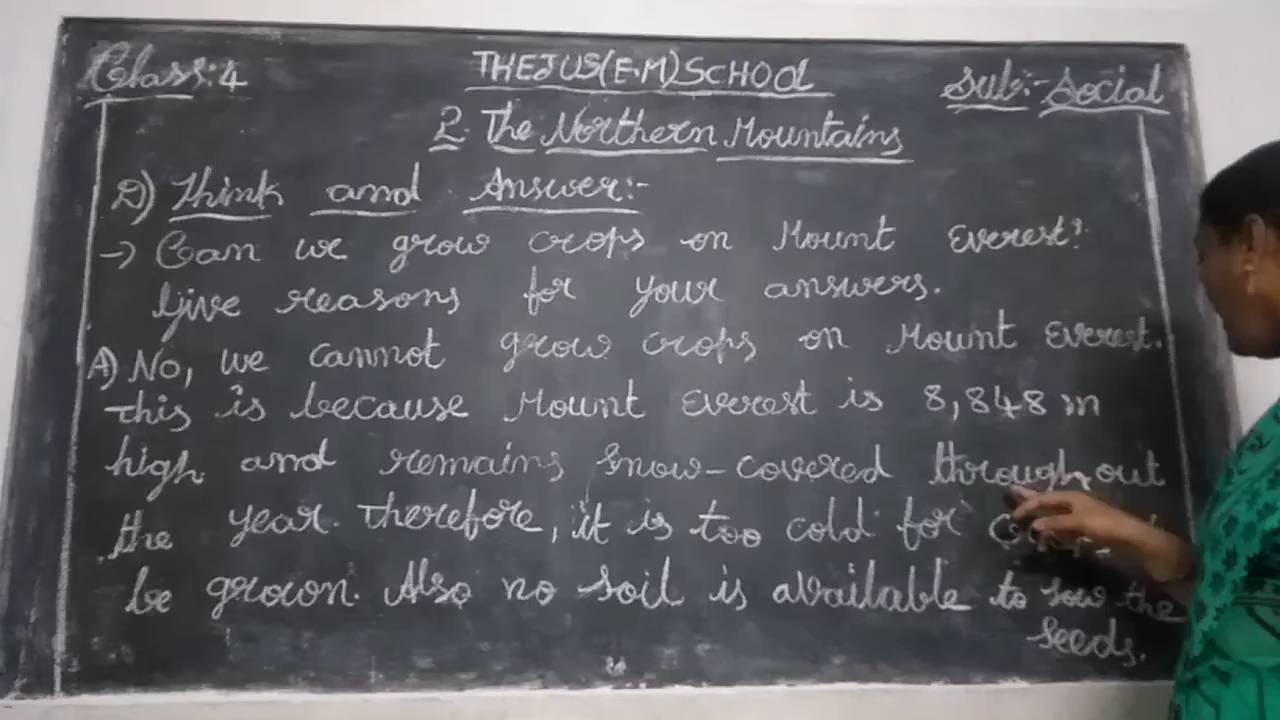 Class:4
THEJUS(E.M)SCHOOl
Sub:-Social
2. The Northern Mountains
D) Think and Answer:-
→ Can we grow crops on Mount Everest?
Give reasons for your answers.
A) No, we cannot grow crops on Mount Everest.
This is because Mount Everest is 8,848 m
high and remains snow-covered throughout
the year. Therefore, it is too cold for
be grown. Also no soil is available to sow the
seeds.